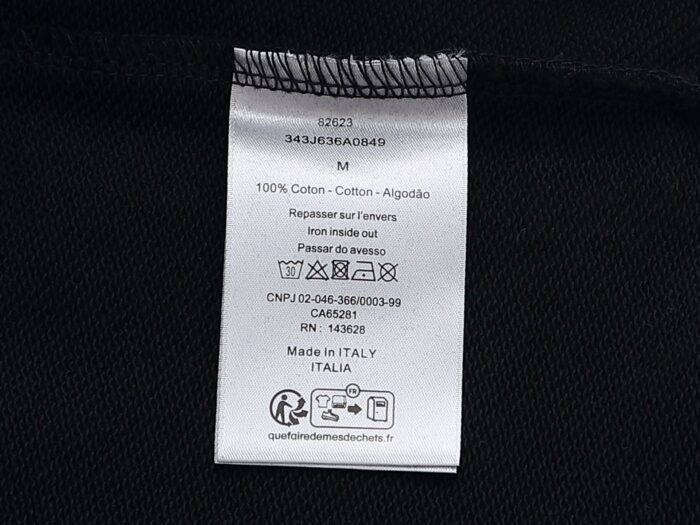 82623
343J636A0849
M
100% Coton - Cotton - Algodão
Repasser sur l'envers
Iron inside out
Passar do avesso
30
CNPJ 02-046-366/0003-99
CA65281
RN : 143628
Made in ITALY
ITALIA
FR
quefairedemesdechets.fr